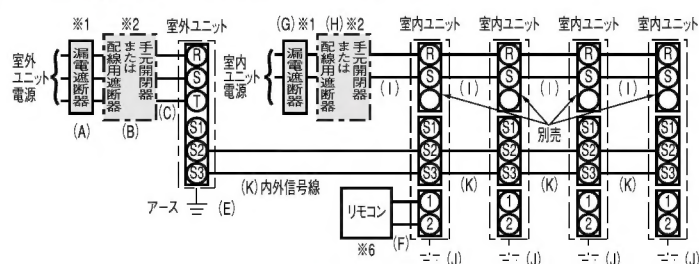 ※1 ※2 室外ユニット (G)※1 (H)※2 室内ユニット 室内ユニット 室内ユニット 室内ユニット
室外
ユニット
電源
漏電遮断器
手元開閉器
または
配線用遮断器
R
S
T
S1
S2
S3
(A)
(B)
(C)
アース
(E)
室内
ユニット
電源
漏電遮断器
手元開閉器
または
配線用遮断器
R R R R
(I) (I) (I) (I)
S S S S
別売
S1 S1 S1 S1
S2 S2 S2 S2
S3 S3 S3 S3
(K)内外信号線 (K) (K) (K)
リモコン
※6
(F)
1 1 1 1
2 2 2 2
(J) (J) (J) (J)